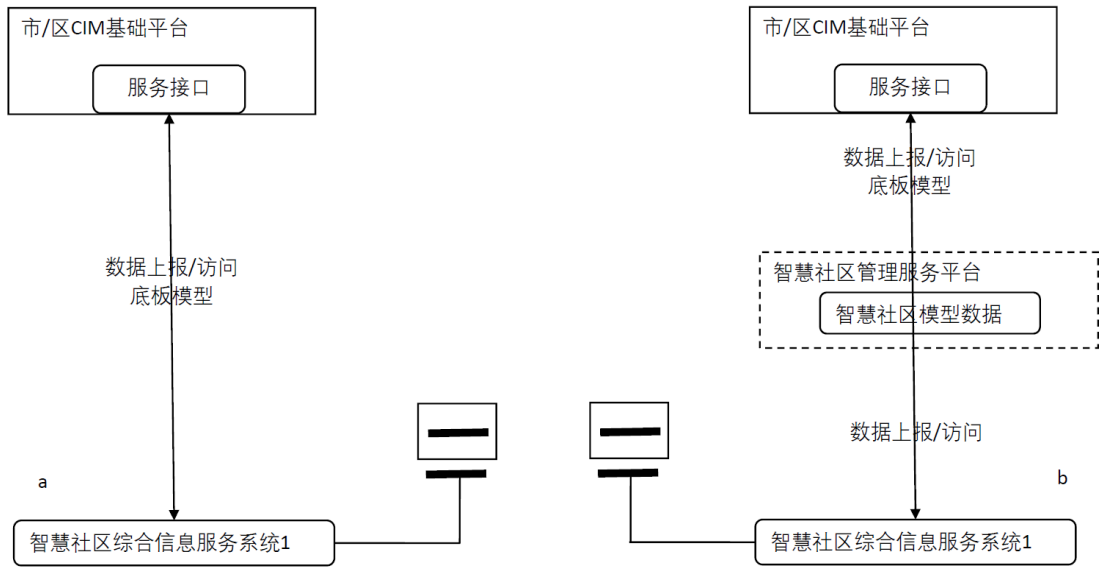 市/区CIM基础平台
服务接口
数据上报/访问
底板模型
a
智慧社区综合信息服务系统1
市/区CIM基础平台
服务接口
数据上报/访问
底板模型
智慧社区管理服务平台
智慧社区模型数据
数据上报/访问
b
智慧社区综合信息服务系统1